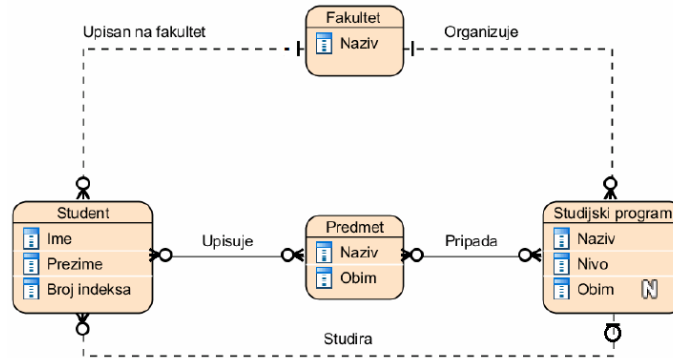 Fakultet
Upisan na fakultet
Naziv
Organizuje
Student
Ime
Prezime
Broj indeksa
Upisuje
Predmet
Naziv
Obim
Pripada
Studijski program
Naziv
Nivo
Obim N
Studira